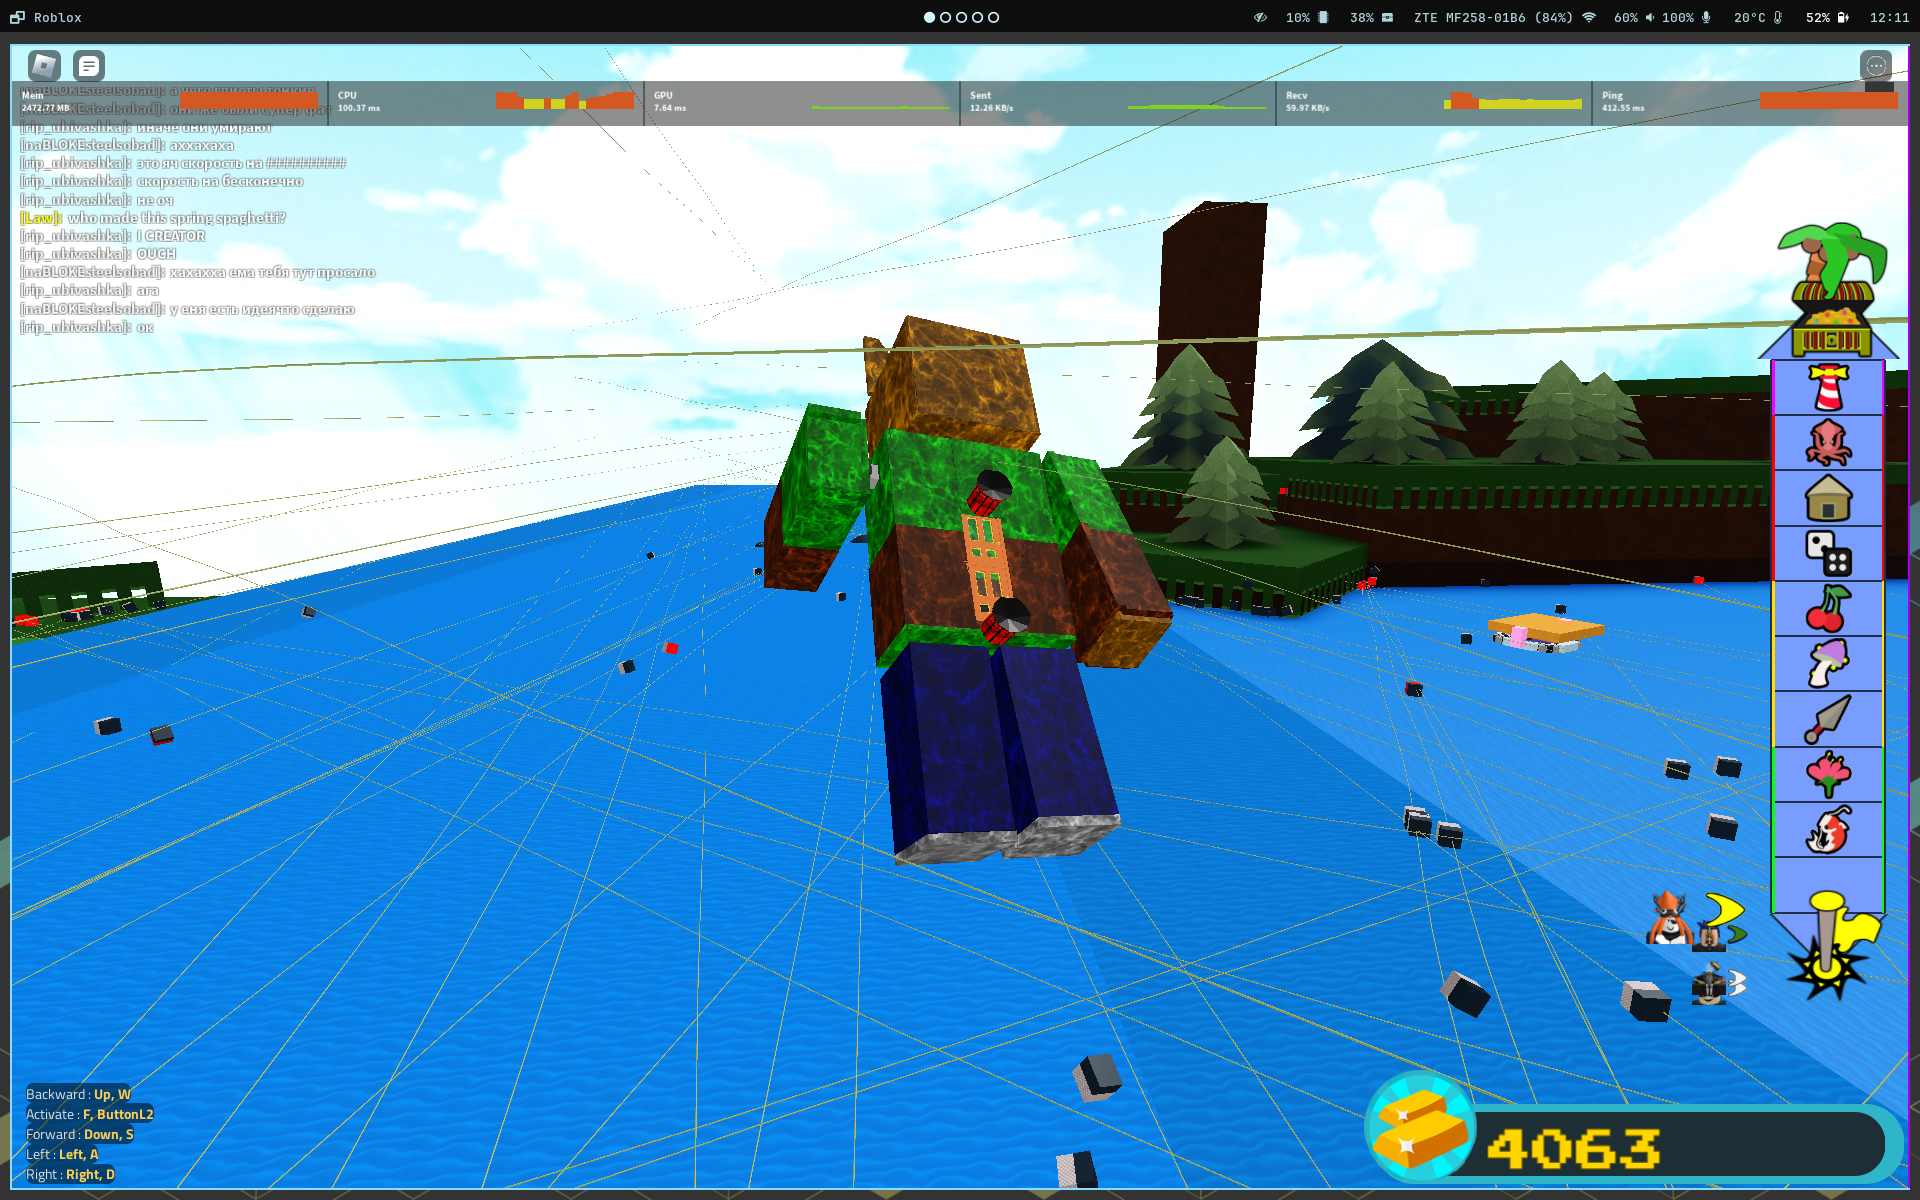 Roblox
10% 38% ZTE MF258-01B6 (84%) 60% 100% 20°C 52% 12:11
Mem
2472.77 MB
CPU
100.37 ms
GPU
7.64 ms
Sent
12.26 KB/s
Recv
59.97 KB/s
Ping
412.55 ms
[naBLOKEsteelsobad]:
[rip_ubivashka]: иначе они умирают
[naBLOKEsteelsobad]: аххахаха
[rip_ubivashka]: это яч скорость на ##########
[rip_ubivashka]: скорость на бесконечно
[rip_ubivashka]: не оч
[Law]: who made this spring spaghetti?
[rip_ubivashka]: I CREATOR
[rip_ubivashka]: OUCH
[naBLOKEsteelsobad]: хахахха ема тебя тут просало
[rip_ubivashka]: ага
[naBLOKEsteelsobad]: у еня есть идеячто сделаю
[rip_ubivashka]: ок
Backward : Up, W
Activate : F, ButtonL2
Forward : Down, S
Left : Left, A
Right : Right, D
4063